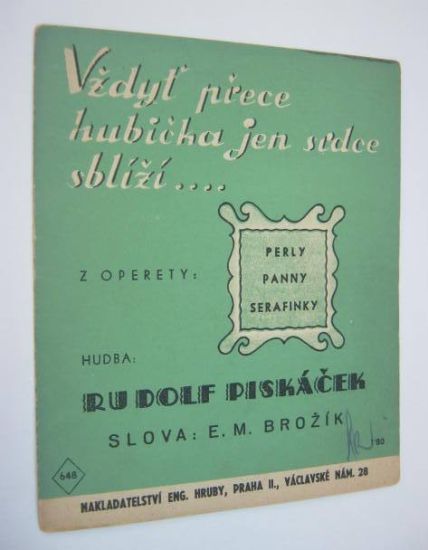 Vždyť přece
hubička jen srdce
sblíží....
Z OPERETY:
PERLY
PANNY
SERAFINKY
HUDBA:
RUDOLF PISKÁČEK
SLOVA: E. M. BROŽÍK
648
NAKLADATELSTVÍ ENG. HRUBY, PRAHA II., VÁCLAVSKÉ NÁM. 28